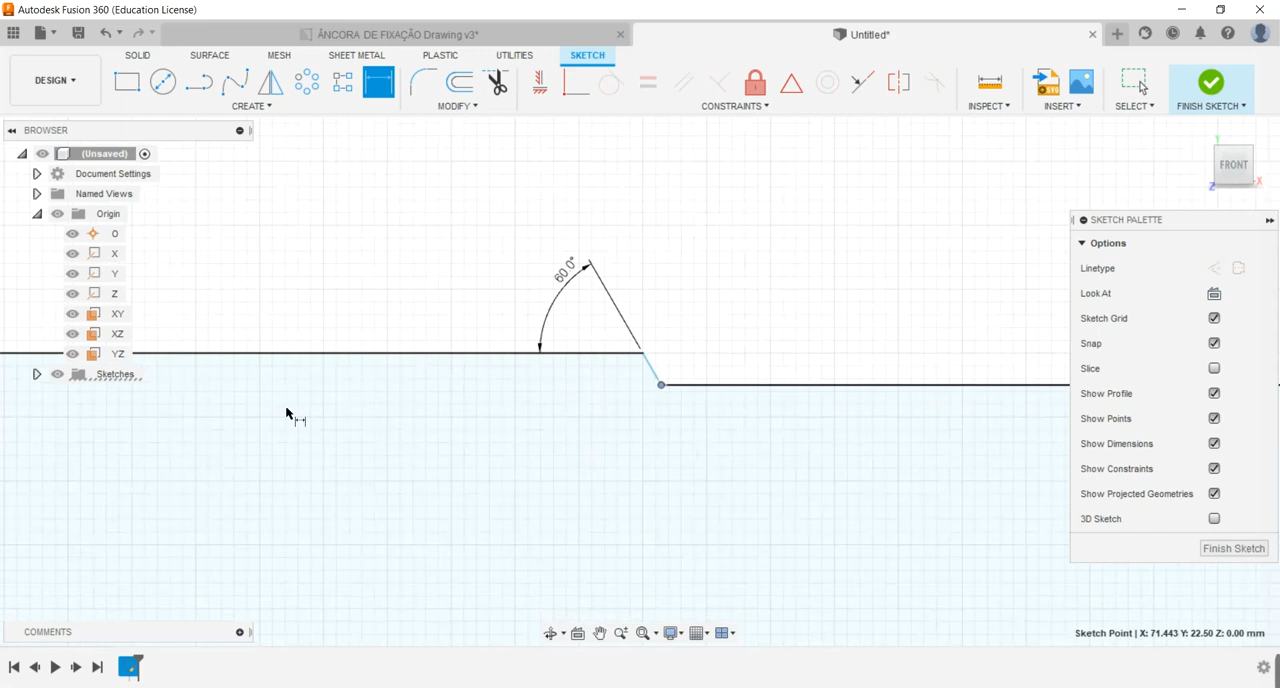 Autodesk Fusion 360 (Education License)
ÂNCORA DE FIXAÇÃO Drawing v3*
Untitled*
SOLID SURFACE MESH SHEET METAL PLASTIC UTILITIES SKETCH
DESIGN
CREATE MODIFY CONSTRAINTS INSPECT INSERT SELECT FINISH SKETCH
BROWSER
(Unsaved)
Document Settings
Named Views
Origin
O
X
Y
Z
XY
XZ
YZ
Sketches
60.0°
FRONT
Y
X
Z
SKETCH PALETTE
Options
Linetype
Look At
Sketch Grid
Snap
Slice
Show Profile
Show Points
Show Dimensions
Show Constraints
Show Projected Geometries
3D Sketch
Finish Sketch
COMMENTS
Sketch Point | X: 71.443 Y: 22.50 Z: 0.00 mm